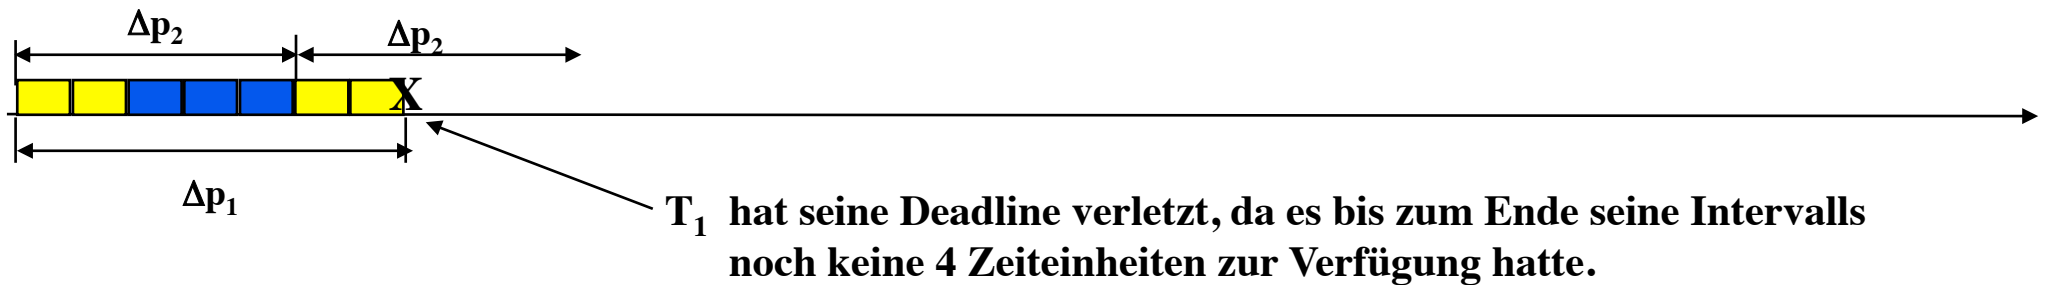 Δp₂
Δp₂
X
Δp₁
T₁ hat seine Deadline verletzt, da es bis zum Ende seine Intervalls
noch keine 4 Zeiteinheiten zur Verfügung hatte.